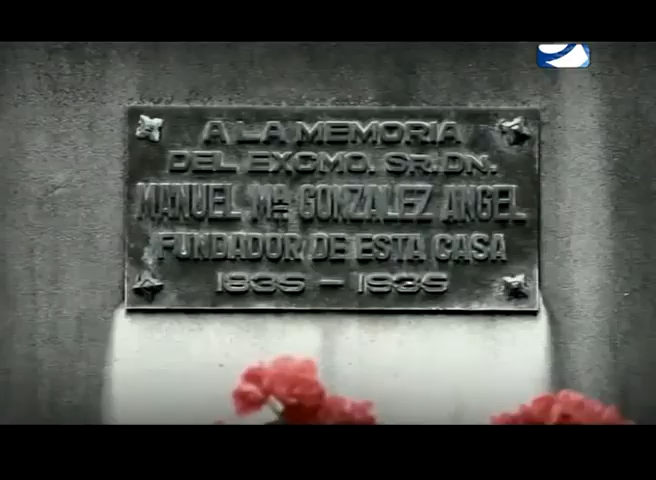 A LA MEMORIA
DEL EXCMO. SR. DN.
MANUEL Mª GONZALEZ ANGEL
FUNDADOR DE ESTA CASA
1835 - 1935